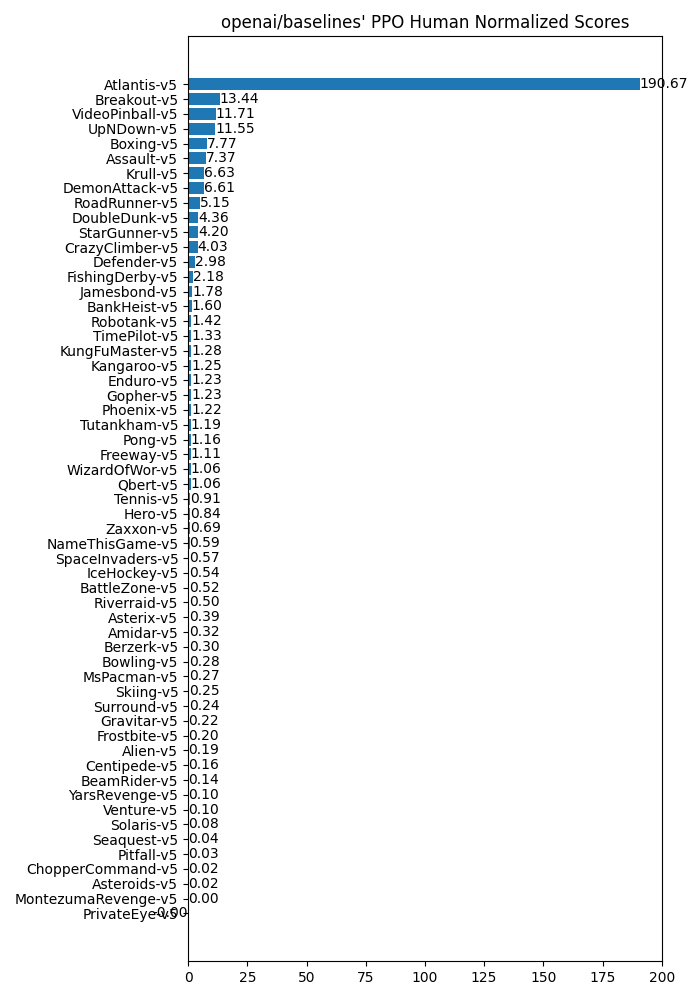 openai/baselines' PPO Human Normalized Scores
Atlantis-v5 190.67
Breakout-v5 13.44
VideoPinball-v5 11.71
UpNDown-v5 11.55
Boxing-v5 7.77
Assault-v5 7.37
Krull-v5 6.63
DemonAttack-v5 6.61
RoadRunner-v5 5.15
DoubleDunk-v5 4.36
StarGunner-v5 4.20
CrazyClimber-v5 4.03
Defender-v5 2.98
FishingDerby-v5 2.18
Jamesbond-v5 1.78
BankHeist-v5 1.60
Robotank-v5 1.42
TimePilot-v5 1.33
KungFuMaster-v5 1.28
Kangaroo-v5 1.25
Enduro-v5 1.23
Gopher-v5 1.23
Phoenix-v5 1.22
Tutankham-v5 1.19
Pong-v5 1.16
Freeway-v5 1.11
WizardOfWor-v5 1.06
Qbert-v5 1.06
Tennis-v5 0.91
Hero-v5 0.84
Zaxxon-v5 0.69
NameThisGame-v5 0.59
SpaceInvaders-v5 0.57
IceHockey-v5 0.54
BattleZone-v5 0.52
Riverraid-v5 0.50
Asterix-v5 0.39
Amidar-v5 0.32
Berzerk-v5 0.30
Bowling-v5 0.28
MsPacman-v5 0.27
Skiing-v5 0.25
Surround-v5 0.24
Gravitar-v5 0.22
Frostbite-v5 0.20
Alien-v5 0.19
Centipede-v5 0.16
BeamRider-v5 0.14
YarsRevenge-v5 0.10
Venture-v5 0.10
Solaris-v5 0.08
Seaquest-v5 0.04
Pitfall-v5 0.03
ChopperCommand-v5 0.02
Asteroids-v5 0.02
MontezumaRevenge-v5 0.00
PrivateEye-v5 -0.00
0 25 50 75 100 125 150 175 200